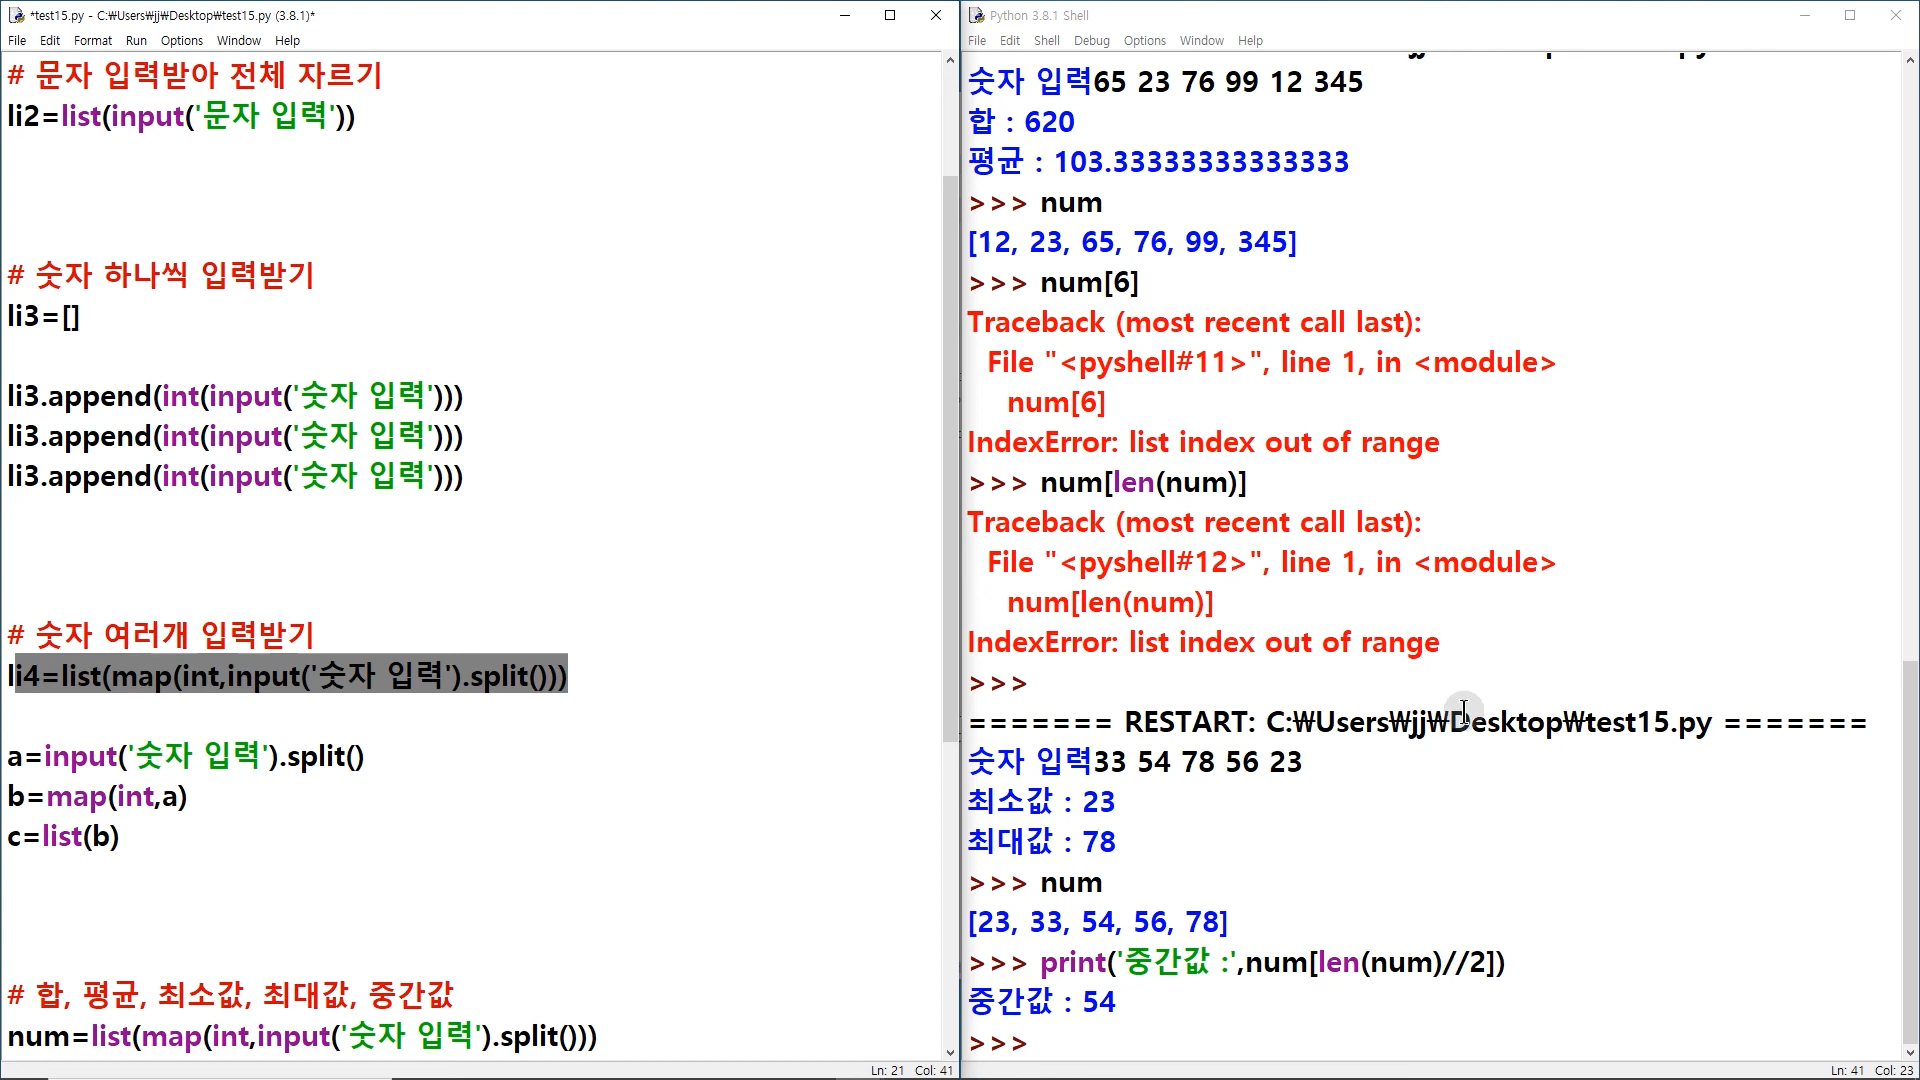 *test15.py - C:₩Users₩jj₩Desktop₩test15.py (3.8.1)*
File Edit Format Run Options Window Help
# 문자 입력받아 전체 자르기
li2=list(input('문자 입력'))
# 숫자 하나씩 입력받기
li3=[]
li3.append(int(input('숫자 입력')))
li3.append(int(input('숫자 입력')))
li3.append(int(input('숫자 입력')))
# 숫자 여러개 입력받기
li4=list(map(int,input('숫자 입력').split()))
a=input('숫자 입력').split()
b=map(int,a)
c=list(b)
# 합, 평균, 최소값, 최대값, 중간값
num=list(map(int,input('숫자 입력').split()))
Ln: 21 Col: 41
Python 3.8.1 Shell
File Edit Shell Debug Options Window Help
숫자 입력65 23 76 99 12 345
합 : 620
평균 : 103.33333333333333
>>> num
[12, 23, 65, 76, 99, 345]
>>> num[6]
Traceback (most recent call last):
  File "<pyshell#11>", line 1, in <module>
    num[6]
IndexError: list index out of range
>>> num[len(num)]
Traceback (most recent call last):
  File "<pyshell#12>", line 1, in <module>
    num[len(num)]
IndexError: list index out of range
>>>
======= RESTART: C:₩Users₩jj₩Desktop₩test15.py =======
숫자 입력33 54 78 56 23
최소값 : 23
최대값 : 78
>>> num
[23, 33, 54, 56, 78]
>>> print('중간값 :',num[len(num)//2])
중간값 : 54
>>>
Ln: 41 Col: 23